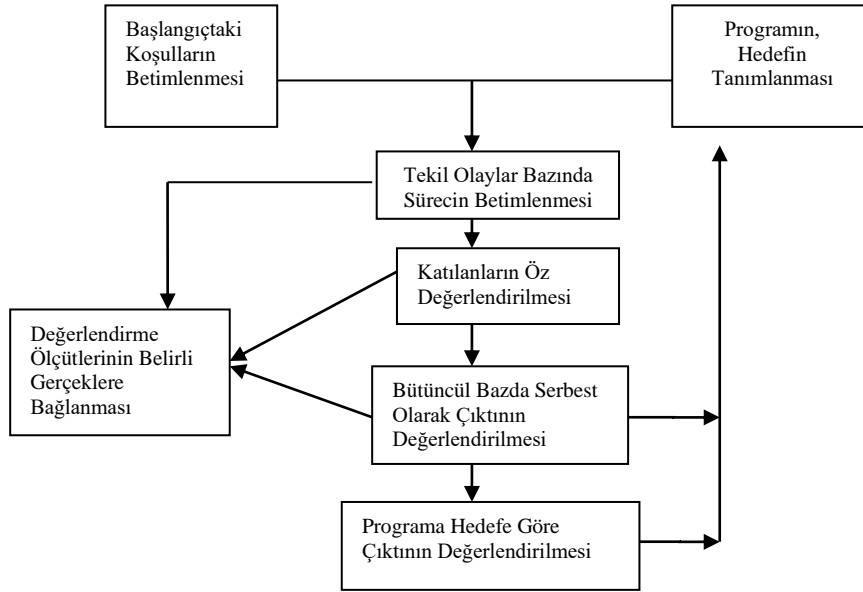 Başlangıçtaki
Koşulların
Betimlenmesi
Programın,
Hedefin
Tanımlanması
Tekil Olaylar Bazında
Sürecin Betimlenmesi
Katılanların Öz
Değerlendirilmesi
Değerlendirme
Ölçütlerinin Belirli
Gerçeklere
Bağlanması
Bütüncül Bazda Serbest
Olarak Çıktının
Değerlendirilmesi
Programa Hedefe Göre
Çıktının Değerlendirilmesi